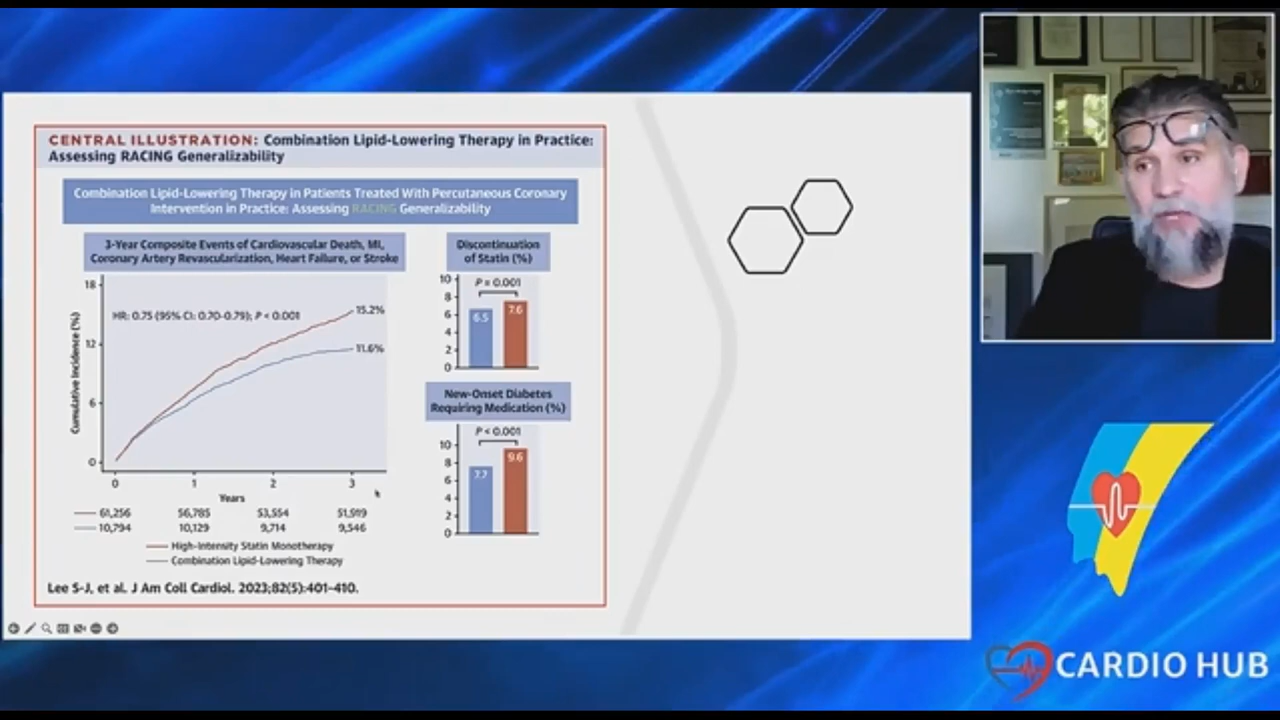 CENTRAL ILLUSTRATION: Combination Lipid-Lowering Therapy in Practice:
Assessing RACING Generalizability
Combination Lipid-Lowering Therapy in Patients Treated With Percutaneous Coronary
Intervention in Practice: Assessing RACING Generalizability
3-Year Composite Events of Cardiovascular Death, MI,
Coronary Artery Revascularization, Heart Failure, or Stroke
Cumulative Incidence (%)
18
12
6
0
HR: 0.75 (95% CI: 0.70-0.79); P < 0.001
15.2%
11.6%
0 1 2 3
Years
61,256 56,785 53,554 51,919
10,794 10,129 9,714 9,546
High-Intensity Statin Monotherapy
Combination Lipid-Lowering Therapy
Discontinuation
of Statin (%)
10
8
6
4
2
0
P = 0.001
6.5 7.6
New-Onset Diabetes
Requiring Medication (%)
10
8
6
4
2
0
P < 0.001
7.7 9.6
Lee S-J, et al. J Am Coll Cardiol. 2023;82(5):401-410.
CARDIO HUB